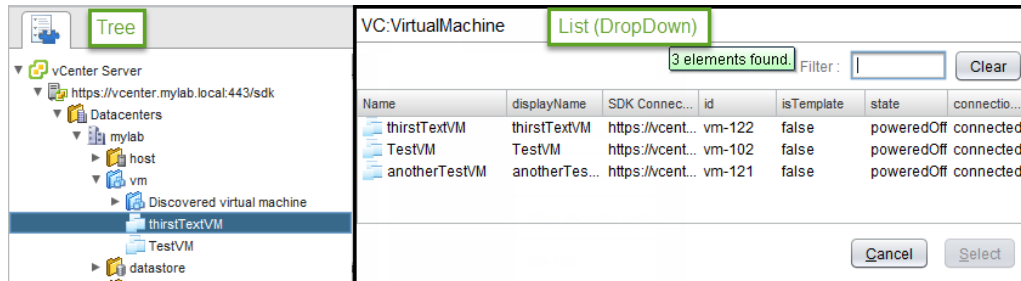 Tree
vCenter Server
https://vcenter.mylab.local:443/sdk
Datacenters
mylab
host
vm
Discovered virtual machine
thirstTextVM
TestVM
datastore
VC:VirtualMachine
List (DropDown)
3 elements found.
Filter :
Clear
Name displayName SDK Connec... id isTemplate state connectio...
thirstTextVM thirstTextVM https://vcent... vm-122 false poweredOff connected
TestVM TestVM https://vcent... vm-102 false poweredOff connected
anotherTestVM anotherTes... https://vcent... vm-121 false poweredOff connected
Cancel Select